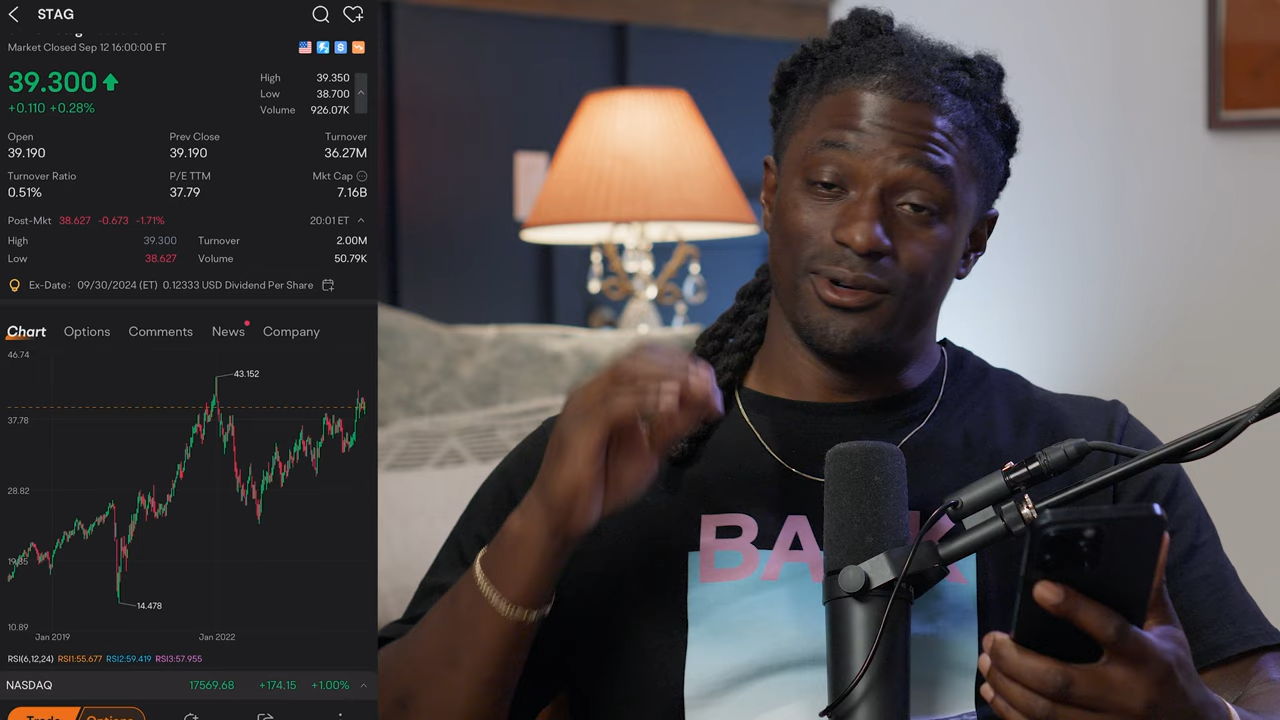 STAG
Market Closed Sep 12 16:00:00 ET
39.300
+0.110 +0.28%
High 39.350
Low 38.700
Volume 926.07K
Open Prev Close Turnover
39.190 39.190 36.27M
Turnover Ratio P/E TTM Mkt Cap
0.51% 37.79 7.16B
Post-Mkt 38.627 -0.673 -1.71% 20:01 ET
High 39.300 Turnover 2.00M
Low 38.627 Volume 50.79K
Ex-Date: 09/30/2024 (ET) 0.12333 USD Dividend Per Share
Chart Options Comments News Company
46.74
43.152
37.78
28.82
19.85
14.478
10.89
Jan 2019 Jan 2022
RSI(6,12,24) RSI1:55.677 RSI2:59.419 RSI3:57.955
NASDAQ 17569.68 +174.15 +1.00%
Trade Options